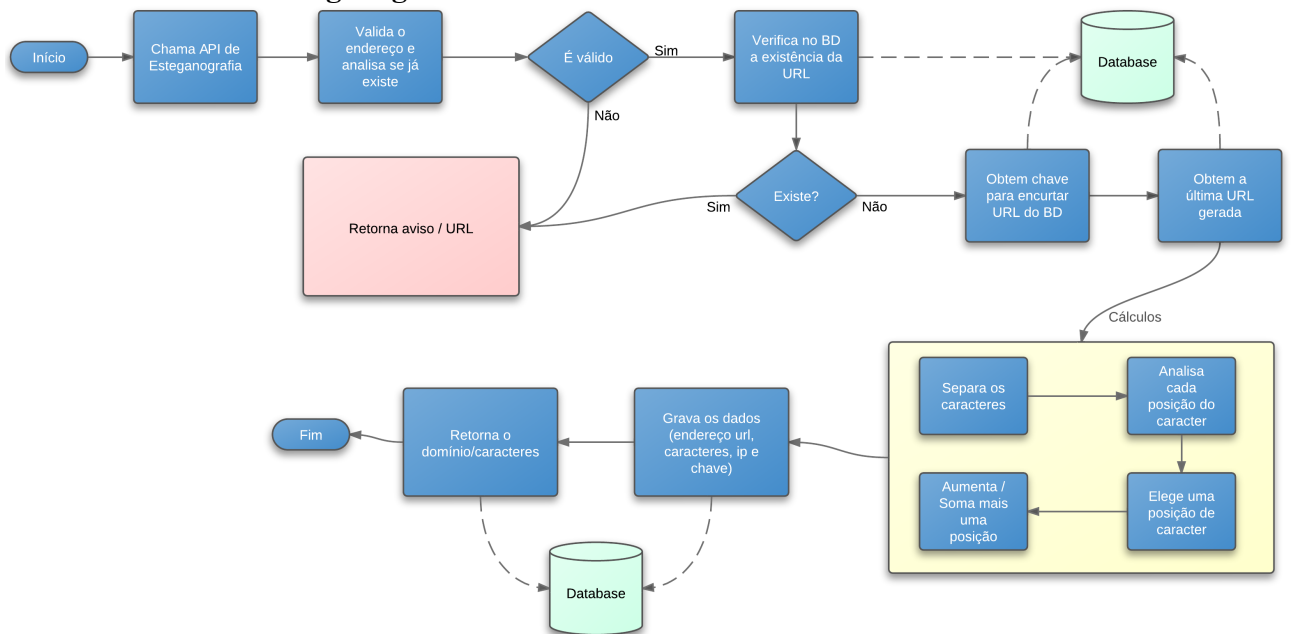 Início
Chama API de
Esteganografia
Valida o
endereço e
analisa se já
existe
É válido
Sim
Não
Verifica no BD
a existência da
URL
Database
Retorna aviso / URL
Existe?
Sim
Não
Obtem chave
para encurtar
URL do BD
Obtem a
última URL
gerada
Cálculos
Separa os
caracteres
Analisa
cada
posição do
caracter
Elege uma
posição de
caracter
Aumenta /
Soma mais
uma
posição
Grava os dados
(endereço url,
caracteres, ip e
chave)
Retorna o
domínio/caracteres
Fim
Database